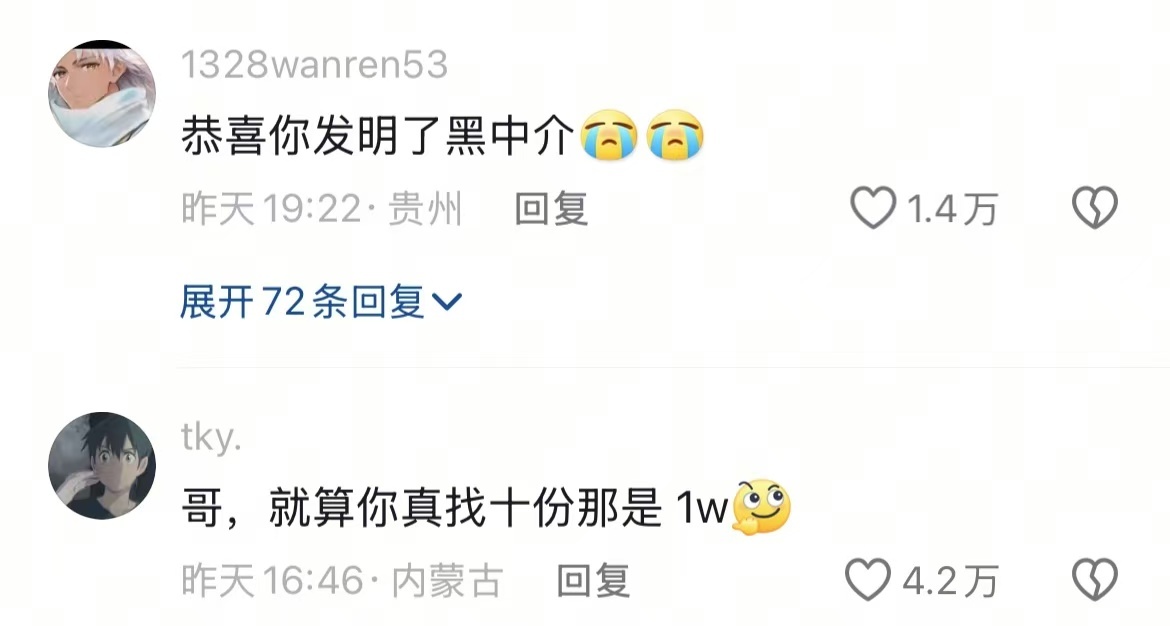 1328wanren53
恭喜你发明了黑中介😭😭
昨天 19:22 · 贵州 回复 1.4万
展开 72 条回复
tky.
哥，就算你真找十份那是 1w🤔
昨天 16:46 · 内蒙古 回复 4.2万